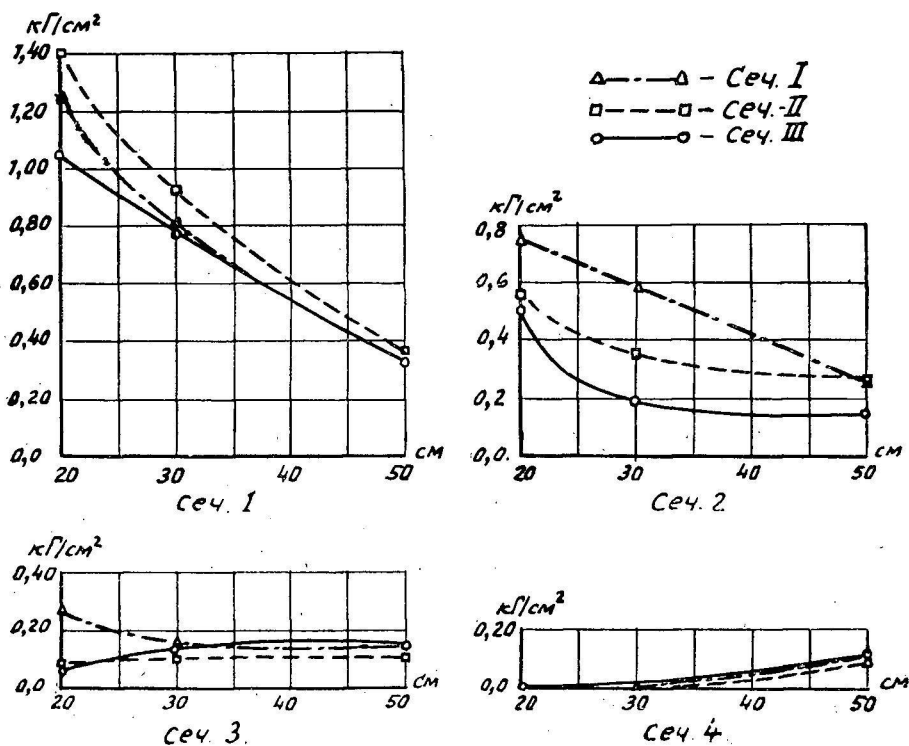 кГ/см²
1,40
1,20
1,00
0,80
0,60
0,40
0,20
0,0
20 30 40 50 см
Сеч. 1
– Сеч. I
– Сеч. II
– Сеч. III
кГ/см²
0,8
0,6
0,4
0,2
0,0.
20 30 40 50 см
Сеч. 2
кГ/см²
0,40
0,20
0,0
20 30 40 50 см
Сеч. 3.
кГ/см²
0,20
0,0
20 30 40 50 см
Сеч. 4.